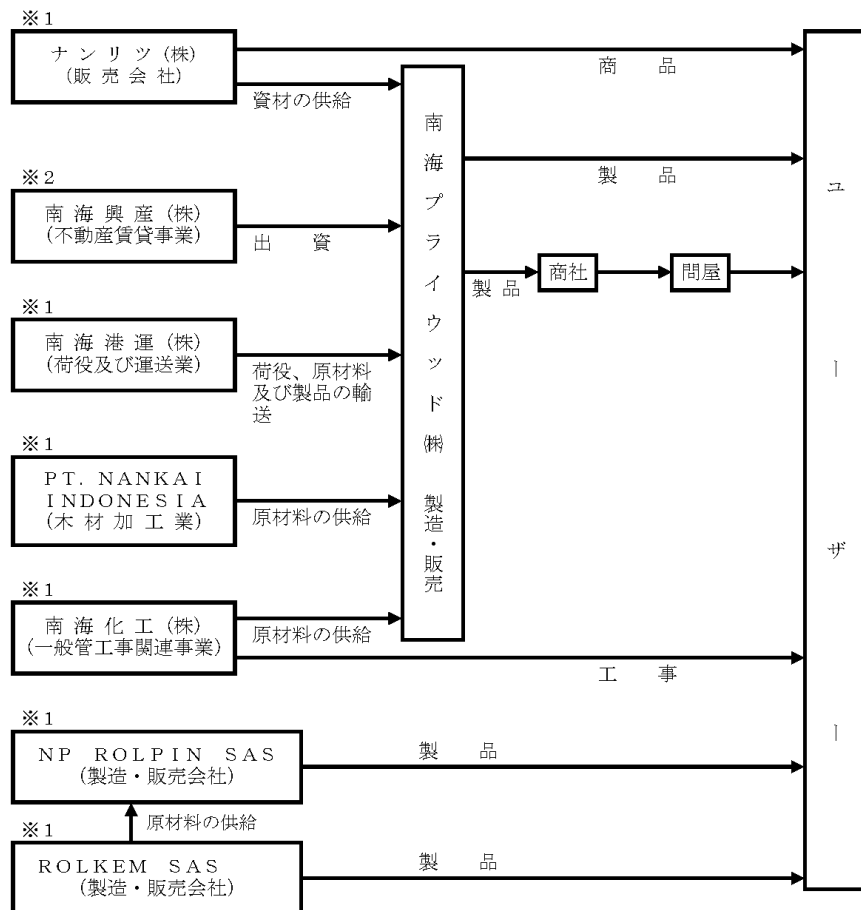 ※1
ナンリツ(株)
(販売会社)
商品
資材の供給
※2
南海興産(株)
(不動産賃貸事業)
出資
※1
南海港運(株)
(荷役及び運送業)
荷役、原材料
及び製品の輸
送
※1
PT. NANKAI
INDONESIA
(木材加工業)
原材料の供給
※1
南海化工(株)
(一般管工事関連事業)
原材料の供給
工事
南海プライウッド㈱ 製造・販売
製品
製品
商社
問屋
ユーザー
※1
NP ROLPIN SAS
(製造・販売会社)
製品
原材料の供給
※1
ROLKEM SAS
(製造・販売会社)
製品